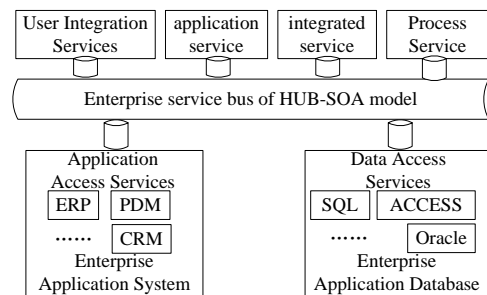 User Integration
Services
application
service
integrated
service
Process
Service
Enterprise service bus of HUB-SOA model
Application
Access Services
ERP
PDM
......
CRM
Enterprise
Application System
Data Access
Services
SQL
ACCESS
......
Oracle
Enterprise
Application Database